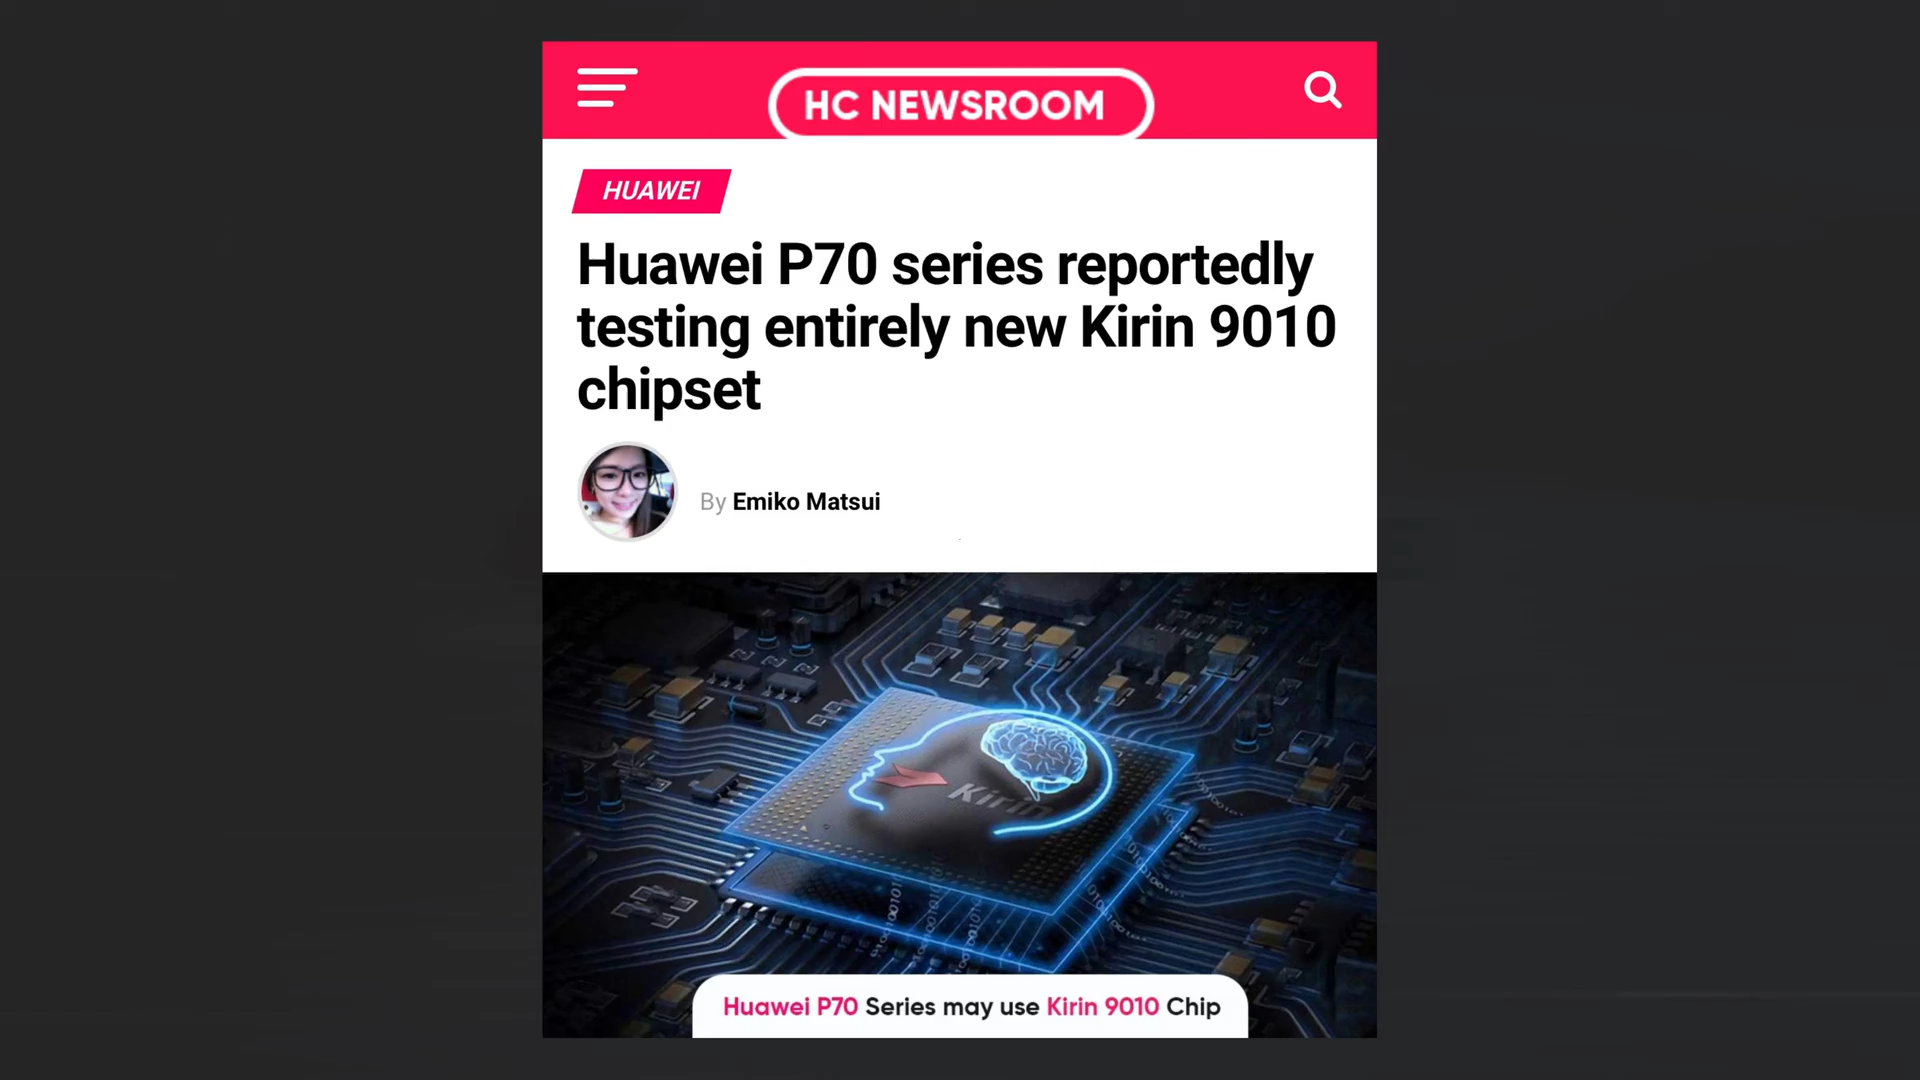 HC NEWSROOM
HUAWEI
Huawei P70 series reportedly
testing entirely new Kirin 9010
chipset
By Emiko Matsui
Kirin
Huawei P70 Series may use Kirin 9010 Chip